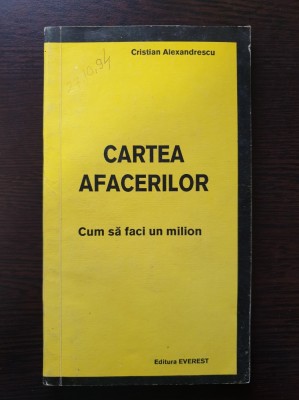 Cristian Alexandrescu
CARTEA
AFACERILOR
Cum să faci un milion
Editura EVEREST